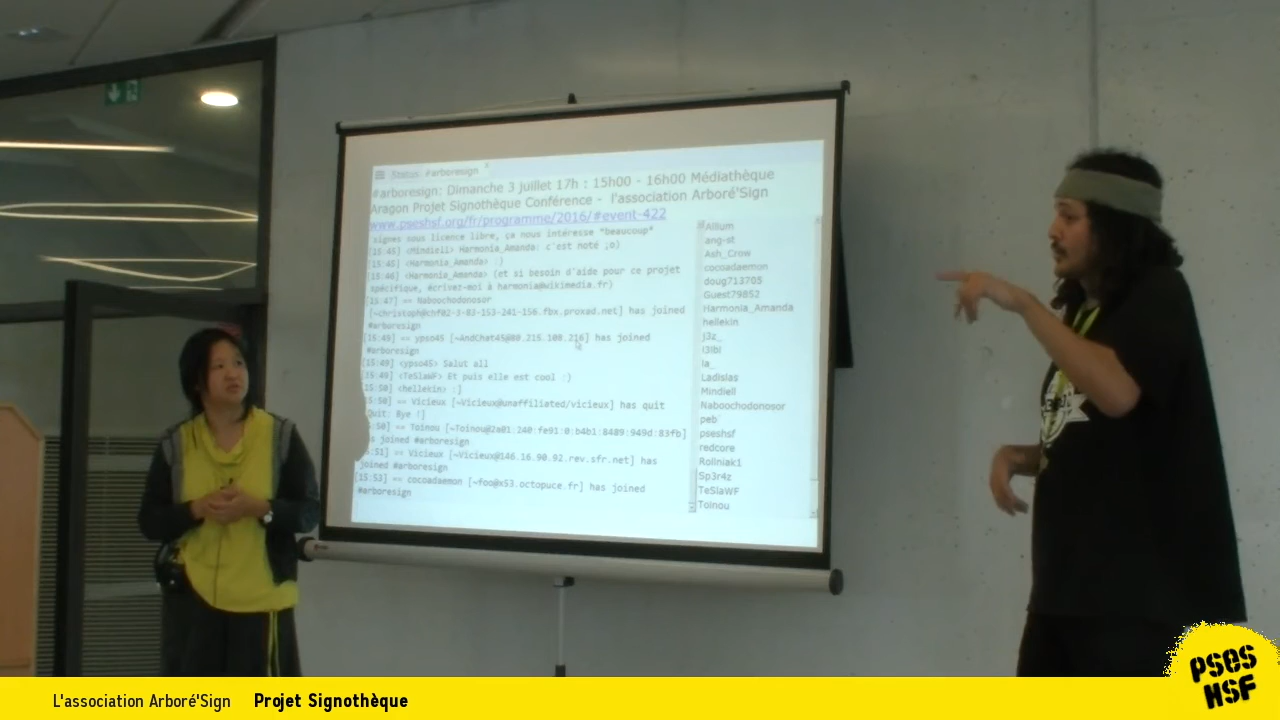 Status: #arboresign
#arboresign: Dimanche 3 juillet 17h : 15h00 - 16h00 Médiathèque
Aragon Projet Signothèque Conférence - l'association Arboré'Sign
www.pseshsf.org/fr/programme/2016/#event-422
signes sous licence libre, ça nous intéresse *beaucoup*
[15:45] <Mindiell> Harmonia_Amanda: c'est noté ;o)
[15:45] <Harmonia_Amanda> :)
[15:46] <Harmonia_Amanda> (et si besoin d'aide pour ce projet
spécifique, écrivez-moi à harmonia@wikimedia.fr)
[15:47] == Naboochodonosor
[~christoph@chf02-3-83-153-241-156.fbx.proxad.net] has joined
#arboresign
[15:49] == ypso45 [~AndChat45@80.215.108.216] has joined
#arboresign
[15:49] <ypso45> Salut all
[15:49] <TeSlaWF> Et puis elle est cool :)
[15:50] <hellekin> :]
:50] == Vicieux [~Vicieux@unaffiliated/vicieux] has quit
Quit: Bye !]
:50] == Toinou [~Toinou@2a01:240:fe91:0:b4b1:8489:949d:83fb]
as joined #arboresign
:51] == Vicieux [~Vicieux@146.16.90.92.rev.sfr.net] has
joined #arboresign
[15:53] == cocoadaemon [~foo@x53.octopuce.fr] has joined
#arboresign
Allium
ang-st
Ash_Crow
cocoadaemon
doug713705
Guest79852
Harmonia_Amanda
hellekin
j3z_
l3lbl
la_
Ladislas
Mindiell
Naboochodonosor
peb
pseshsf
redcore
Rollniak1
Sp3r4z
TeSlaWF
Toinou
L'association Arboré'Sign Projet Signothèque
PSES
HSF